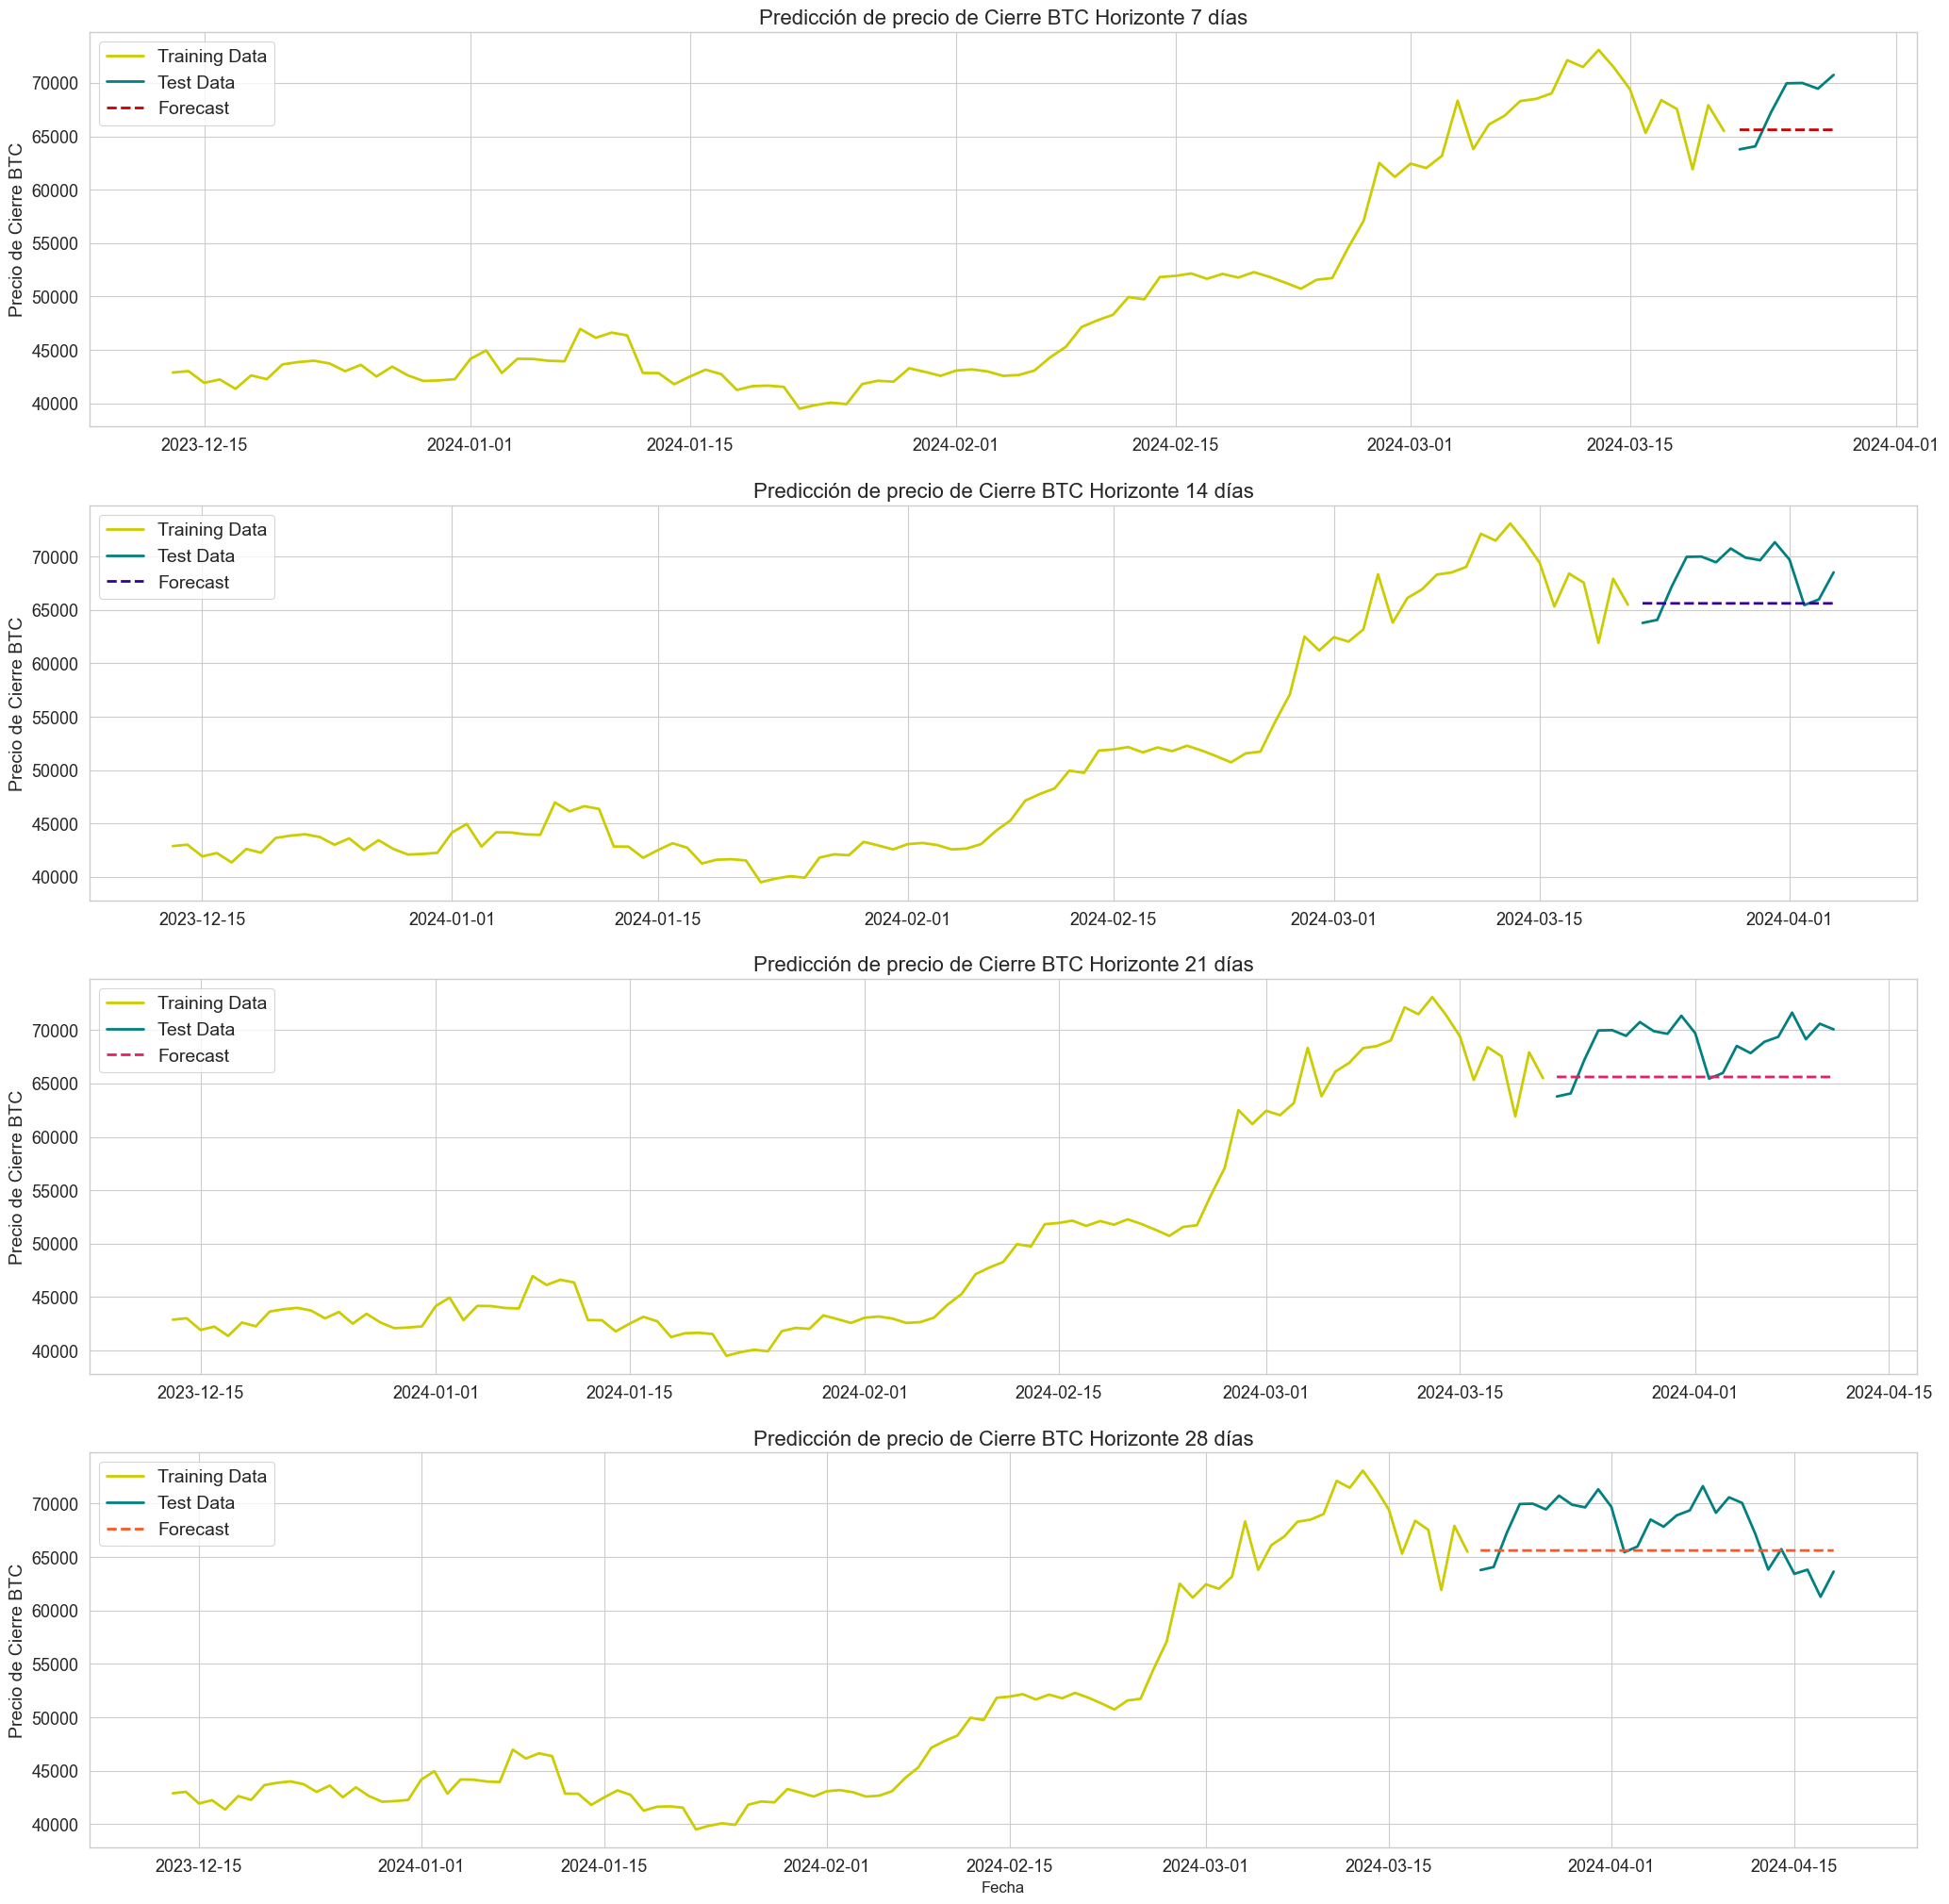 Predicción de precio de Cierre BTC Horizonte 7 días
Training Data
Test Data
Forecast
Precio de Cierre BTC
70000
65000
60000
55000
50000
45000
40000
2023-12-15 2024-01-01 2024-01-15 2024-02-01 2024-02-15 2024-03-01 2024-03-15 2024-04-01
Predicción de precio de Cierre BTC Horizonte 14 días
Training Data
Test Data
Forecast
Precio de Cierre BTC
70000
65000
60000
55000
50000
45000
40000
2023-12-15 2024-01-01 2024-01-15 2024-02-01 2024-02-15 2024-03-01 2024-03-15 2024-04-01
Predicción de precio de Cierre BTC Horizonte 21 días
Training Data
Test Data
Forecast
Precio de Cierre BTC
70000
65000
60000
55000
50000
45000
40000
2023-12-15 2024-01-01 2024-01-15 2024-02-01 2024-02-15 2024-03-01 2024-03-15 2024-04-01 2024-04-15
Predicción de precio de Cierre BTC Horizonte 28 días
Training Data
Test Data
Forecast
Precio de Cierre BTC
70000
65000
60000
55000
50000
45000
40000
2023-12-15 2024-01-01 2024-01-15 2024-02-01 2024-02-15 2024-03-01 2024-03-15 2024-04-01 2024-04-15
Fecha